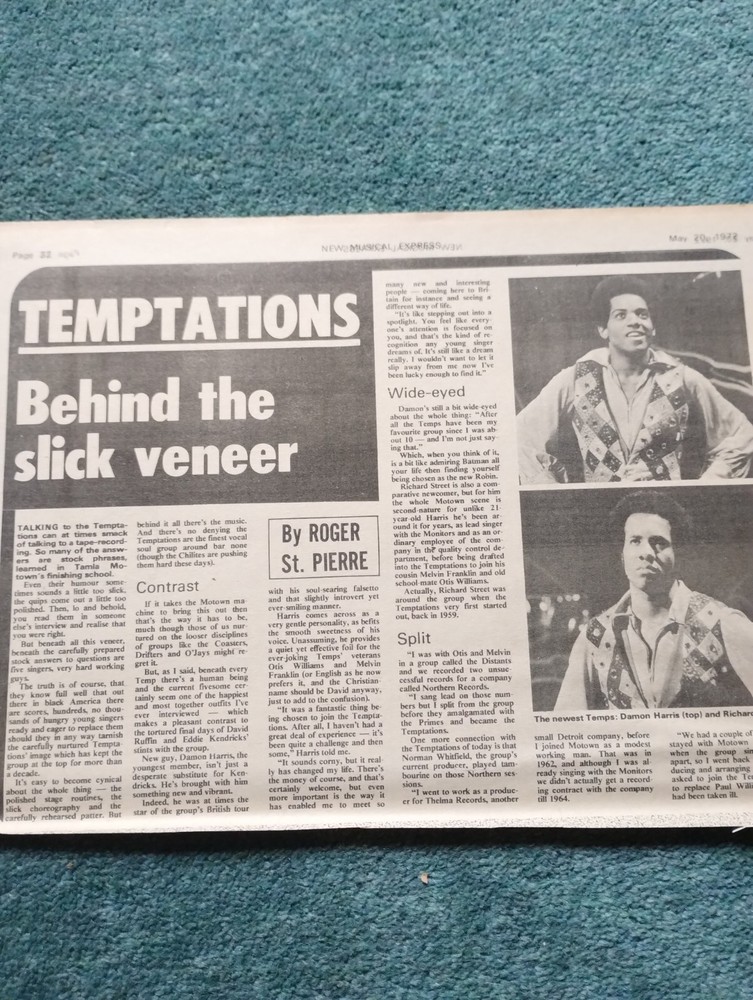 Page 22
NEW MUSICAL EXPRESS
May 20, 1972
TEMPTATIONS
Behind the
slick veneer
TALKING to the Tempta-
tions can at times smack
of talking to a tape-record-
ing. So many of the answ-
ers are stock phrases,
learned in Tamla Mo-
town's finishing school.
Even their humour some-
times sounds a little too slick,
the quips come out a little too
polished. Then, lo and behold,
you read them in someone
else's interview and realise that
you were right.
But beneath all this veneer,
beneath the carefully prepared
stock answers to questions are
five singers, very hard working
guys.
The truth is of course, that
they know full well that out
there in black America there
are scores, hundreds, no thou-
sands of hungry young singers
ready and eager to replace them
should they in any way tarnish
the carefully nurtured Tempta-
tions' image which has kept the
group at the top for more than
a decade.
It's easy to become cynical
about the whole thing — the
polished stage routines, the
slick choreography and the
carefully rehearsed patter. But
behind it all there's the music.
And there's no denying the
Temptations are the finest vocal
soul group around bar none
(though the Chilites are pushing
them hard these days).
Contrast
If it takes the Motown ma-
chine to bring this out then
that's the way it has to be,
much though those of us nur-
tured on the looser disciplines
of groups like the Coasters,
Drifters and O'Jays might re-
gret it.
But, as I said, beneath every
Temp there's a human being
and the current fivesome cer-
tainly seem one of the happiest
and most together outfits I've
ever interviewed — which
makes a pleasant contrast to
the tortured final days of David
Ruffin and Eddie Kendricks'
stints with the group.
New guy, Damon Harris, the
youngest member, isn't just a
desperate substitute for Ken-
dricks. He's brought with him
something new and vibrant.
Indeed, he was at times the
star of the group's British tour
By ROGER
St. PIERRE
with his soul-searing falsetto
and that slightly introvert yet
ever smiling manner.
Harris comes across as a
very gentle personality, as befits
the smooth sweetness of his
voice. Unassuming, he provides
a quiet yet effective foil for the
ever-joking Temps' veterans
Otis Williams and Melvin
Franklin (or English as he now
prefers it, and the Christian-
name should be David anyway,
just to add to the confusion).
"It was a fantastic thing be-
ing chosen to join the Tempta-
tions. After all, I haven't had a
great deal of experience — it's
been quite a challenge and then
some," Harris told me.
"It sounds corny, but it real-
ly has changed my life. There's
the money of course, and that's
certainly welcome, but even
more important is the way it
has enabled me to meet so
many new and interesting
people — coming here to Bri-
tain for instance and seeing a
different way of life.
"It's like stepping out into a
spotlight. You feel like every-
one's attention is focused on
you, and that's the kind of re-
cognition any young singer
dreams of. It's still like a dream
really. I wouldn't want to let it
slip away from me now I've
been lucky enough to find it."
Wide-eyed
Damon's still a bit wide-eyed
about the whole thing: "After
all the Temps have been my
favourite group since I was ab-
out 10 — and I'm not just say-
ing that."
Which, when you think of it,
is a bit like admiring Batman all
your life then finding yourself
being chosen as the new Robin.
Richard Street is also a com-
parative newcomer, but for him
the whole Motown scene is
second-nature for unlike 21-
year-old Harris he's been ar-
ound it for years, as lead singer
with the Monitors and as an or-
dinary employee of the com-
pany in the quality control de-
partment, before being drafted
into the Temptations to join his
cousin Melvin Franklin and old
school-mate Otis Williams.
Actually, Richard Street was
around the group when the
Temptations very first started
out, back in 1959.
Split
"I was with Otis and Melvin
in a group called the Distants
and we recorded two unsuc-
cessful records for a company
called Northern Records.
"I sang lead on those num-
bers but I split from the group
before they amalgamated with
the Primes and became the
Temptations.
One more connection with
the Temptations of today is that
Norman Whitfield, the group's
current producer, played tam-
bourine on those Northern ses-
sions.
"I went to work as a produc-
er for Thelma Records, another
The newest Temps: Damon Harris (top) and Richard
small Detroit company, before
I joined Motown as a modest
working man. That was in
1962, and although I was al-
ready singing with the Monitors
we didn't actually get a record-
ing contract with the company
till 1964.
"We had a couple of
stayed with Motow
when the group sim
apart, so I went back
ducing and arranging
asked to join the Te
to replace Paul Willi
had been taken ill.